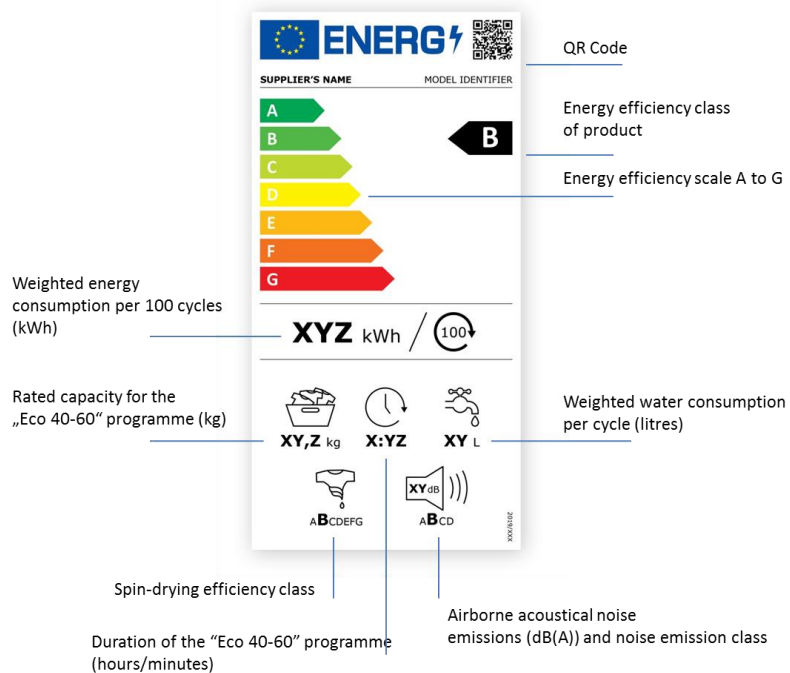 ENERG
SUPPLIER'S NAME
MODEL IDENTIFIER
QR Code
A
B
C
D
E
F
G
B
Energy efficiency class
of product
Energy efficiency scale A to G
Weighted energy
consumption per 100 cycles
(kWh)
XYZ kWh / 100
Rated capacity for the
„Eco 40-60“ programme (kg)
XY,Z kg
X:YZ
XY L
Weighted water consumption
per cycle (litres)
XY dB
ABCDEFG
ABCD
2019/XXX
Spin-drying efficiency class
Duration of the “Eco 40-60” programme
(hours/minutes)
Airborne acoustical noise
emissions (dB(A)) and noise emission class